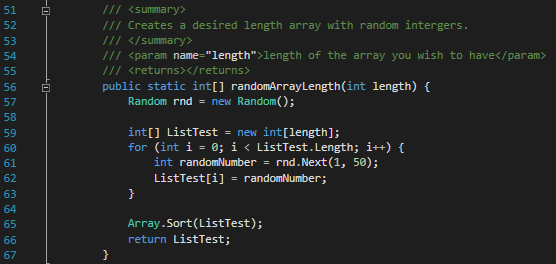 51 /// <summary>
52 /// Creates a desired length array with random intergers.
53 /// </summary>
54 /// <param name="length">length of the array you wish to have</param>
55 /// <returns></returns>
56 public static int[] randomArrayLength(int length) {
57 Random rnd = new Random();
58
59 int[] ListTest = new int[length];
60 for (int i = 0; i < ListTest.Length; i++) {
61 int randomNumber = rnd.Next(1, 50);
62 ListTest[i] = randomNumber;
63 }
64
65 Array.Sort(ListTest);
66 return ListTest;
67 }